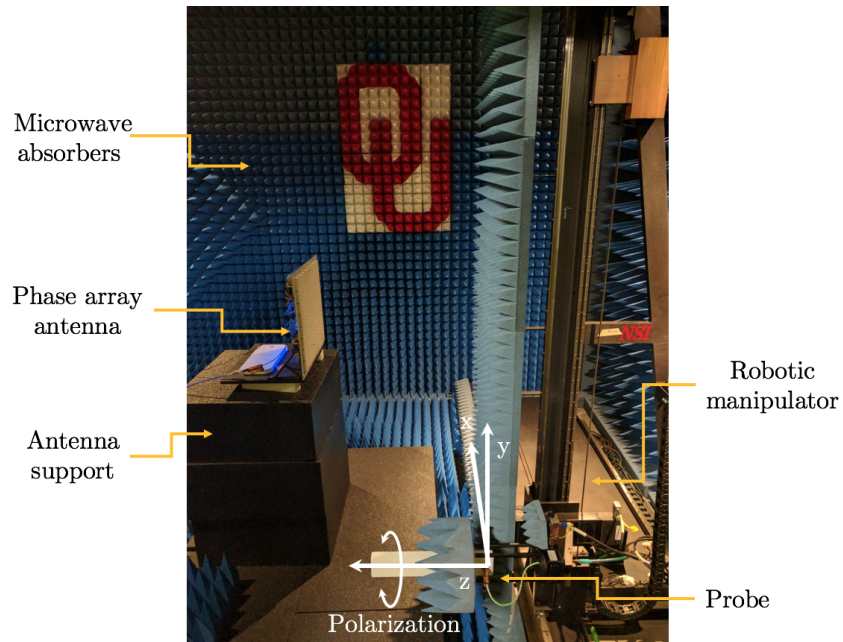 Microwave
absorbers
OU
Phase array
antenna
NSI
Robotic
manipulator
Antenna
support
x
y
z
Polarization
Probe